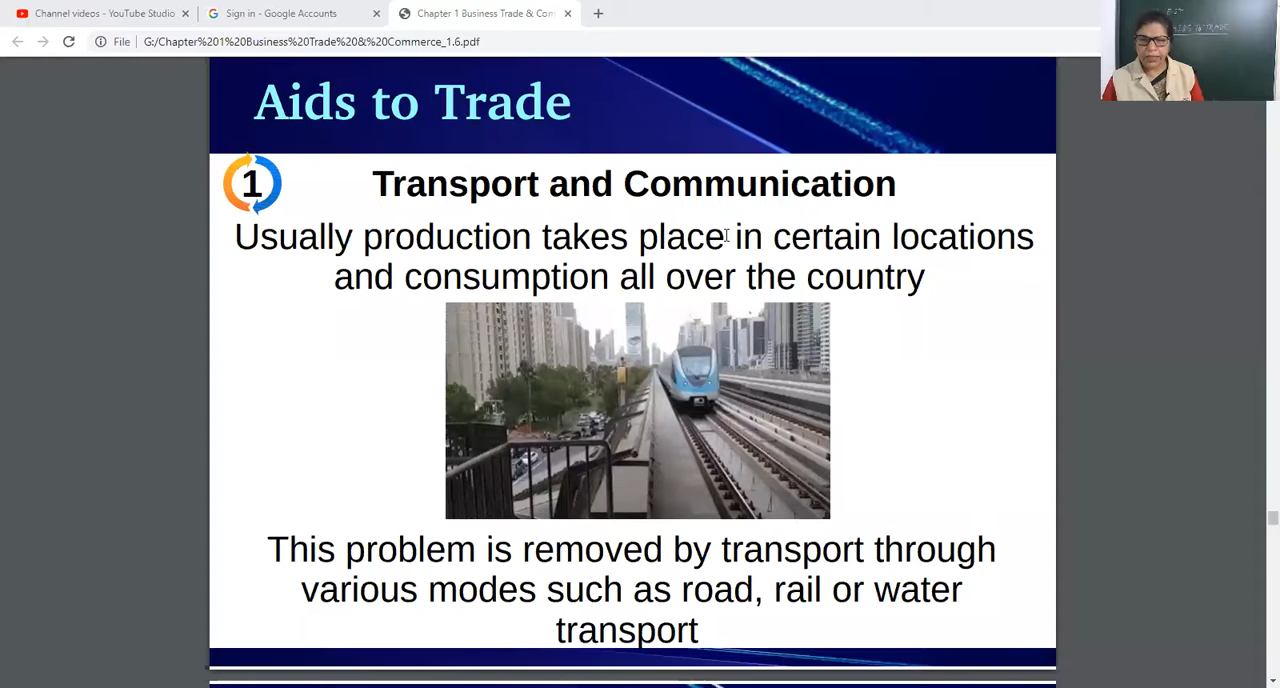 Channel videos - YouTube Studio
Sign in - Google Accounts
Chapter 1 Business Trade & Com
File
G:/Chapter%201%20Business%20Trade%20&%20Commerce_1.6.pdf
AIDS TO TRADE
Aids to Trade
1
Transport and Communication
Usually production takes place in certain locations
and consumption all over the country
This problem is removed by transport through
various modes such as road, rail or water
transport